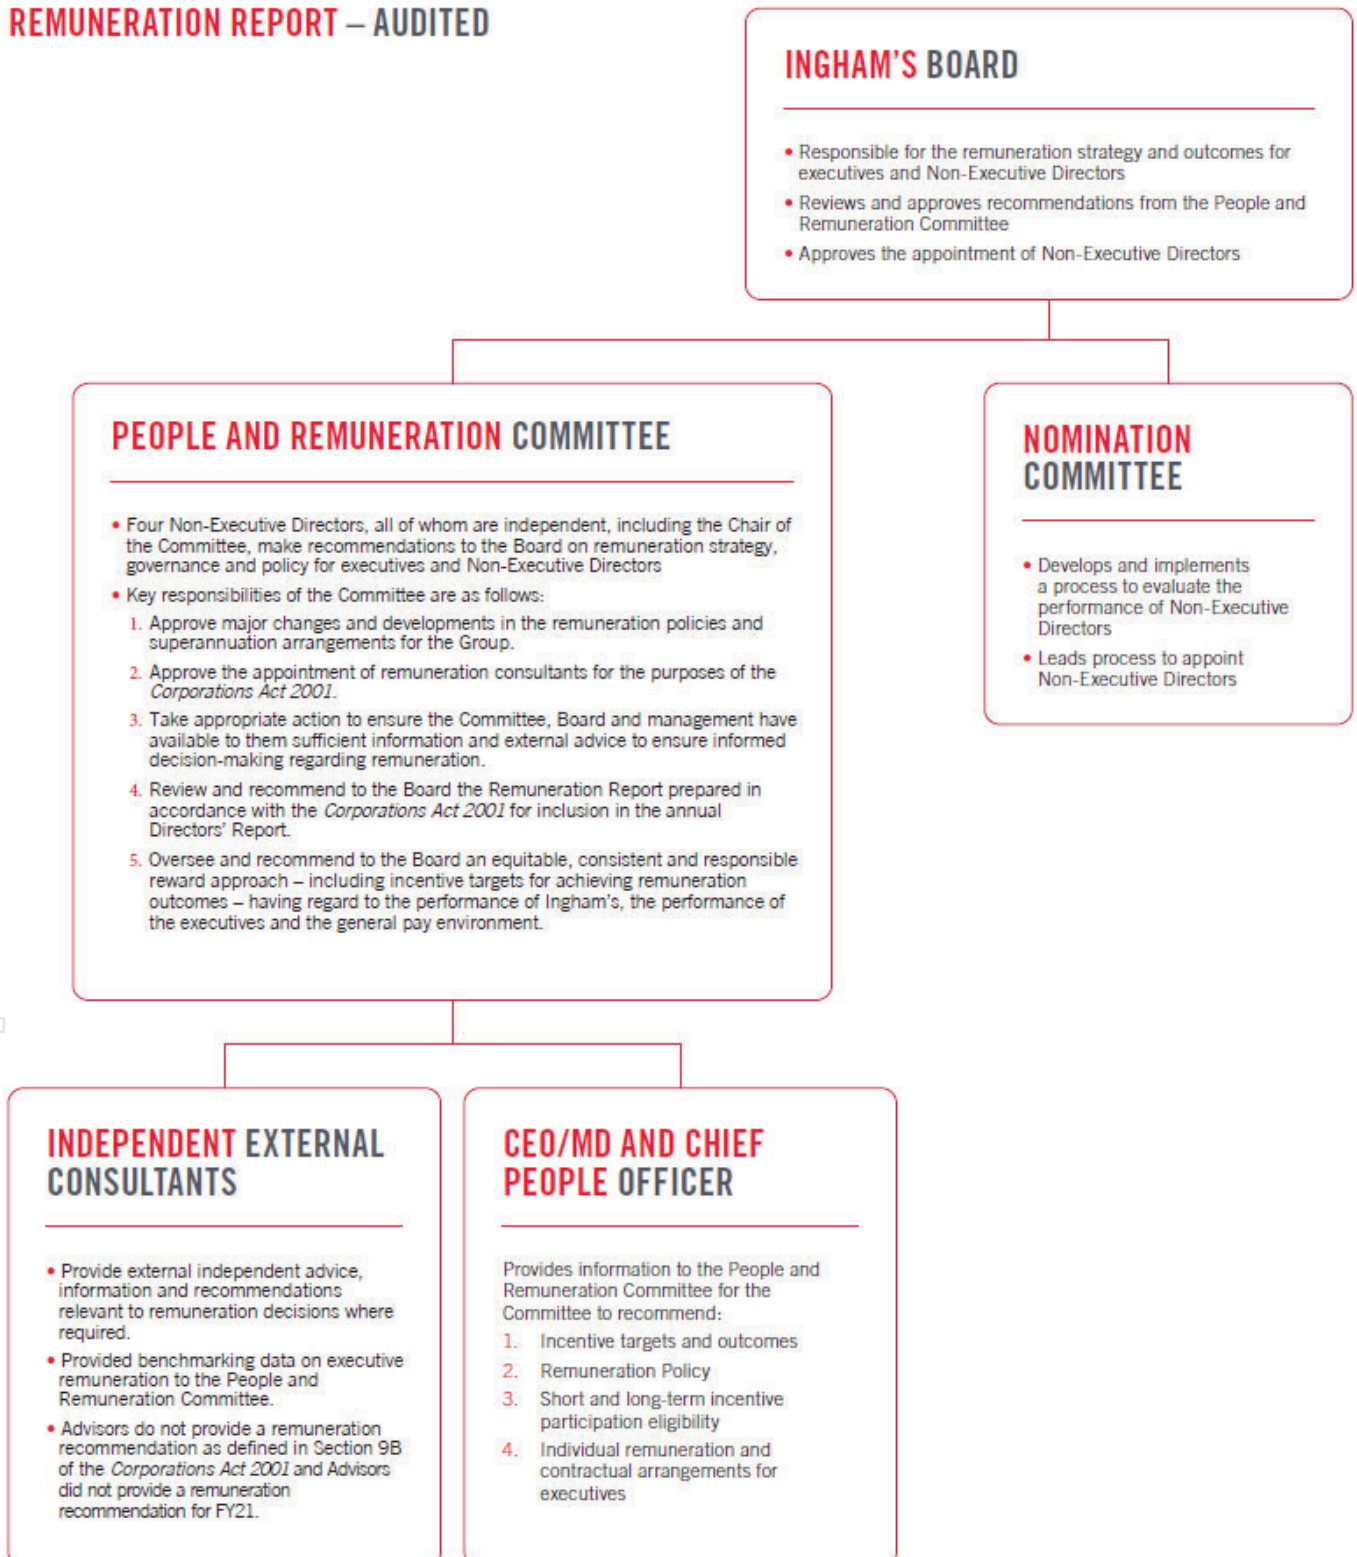 REMUNERATION REPORT – AUDITED
INGHAM'S BOARD
• Responsible for the remuneration strategy and outcomes for
executives and Non-Executive Directors
• Reviews and approves recommendations from the People and
Remuneration Committee
• Approves the appointment of Non-Executive Directors
PEOPLE AND REMUNERATION COMMITTEE
• Four Non-Executive Directors, all of whom are independent, including the Chair of
the Committee, make recommendations to the Board on remuneration strategy,
governance and policy for executives and Non-Executive Directors
• Key responsibilities of the Committee are as follows:
1. Approve major changes and developments in the remuneration policies and
superannuation arrangements for the Group.
2. Approve the appointment of remuneration consultants for the purposes of the
Corporations Act 2001.
3. Take appropriate action to ensure the Committee, Board and management have
available to them sufficient information and external advice to ensure informed
decision-making regarding remuneration.
4. Review and recommend to the Board the Remuneration Report prepared in
accordance with the Corporations Act 2001 for inclusion in the annual
Directors' Report.
5. Oversee and recommend to the Board an equitable, consistent and responsible
reward approach – including incentive targets for achieving remuneration
outcomes – having regard to the performance of Ingham's, the performance of
the executives and the general pay environment.
NOMINATION
COMMITTEE
• Develops and implements
a process to evaluate the
performance of Non-Executive
Directors
• Leads process to appoint
Non-Executive Directors
INDEPENDENT EXTERNAL
CONSULTANTS
• Provide external independent advice,
information and recommendations
relevant to remuneration decisions where
required.
• Provided benchmarking data on executive
remuneration to the People and
Remuneration Committee.
• Advisors do not provide a remuneration
recommendation as defined in Section 9B
of the Corporations Act 2001 and Advisors
did not provide a remuneration
recommendation for FY21.
CEO/MD AND CHIEF
PEOPLE OFFICER
Provides information to the People and
Remuneration Committee for the
Committee to recommend:
1. Incentive targets and outcomes
2. Remuneration Policy
3. Short and long-term incentive
participation eligibility
4. Individual remuneration and
contractual arrangements for
executives